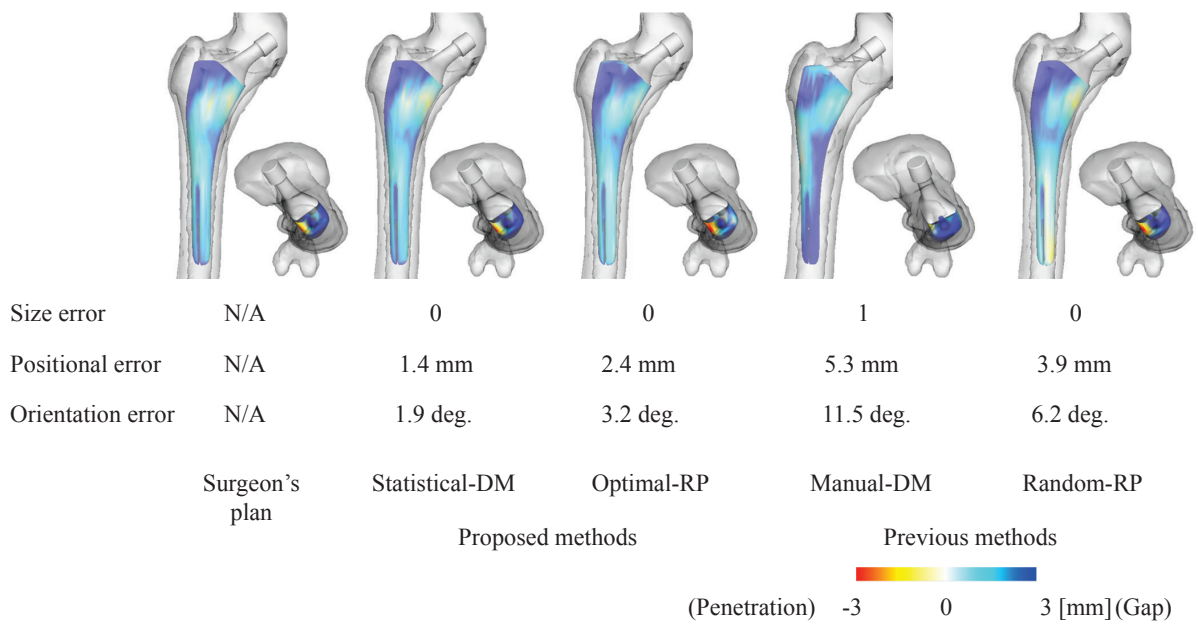 Size error N/A 0 0 1 0
Positional error N/A 1.4 mm 2.4 mm 5.3 mm 3.9 mm
Orientation error N/A 1.9 deg. 3.2 deg. 11.5 deg. 6.2 deg.
Surgeon’s plan Statistical-DM Optimal-RP Manual-DM Random-RP
Proposed methods Previous methods
(Penetration) -3 0 3 [mm] (Gap)